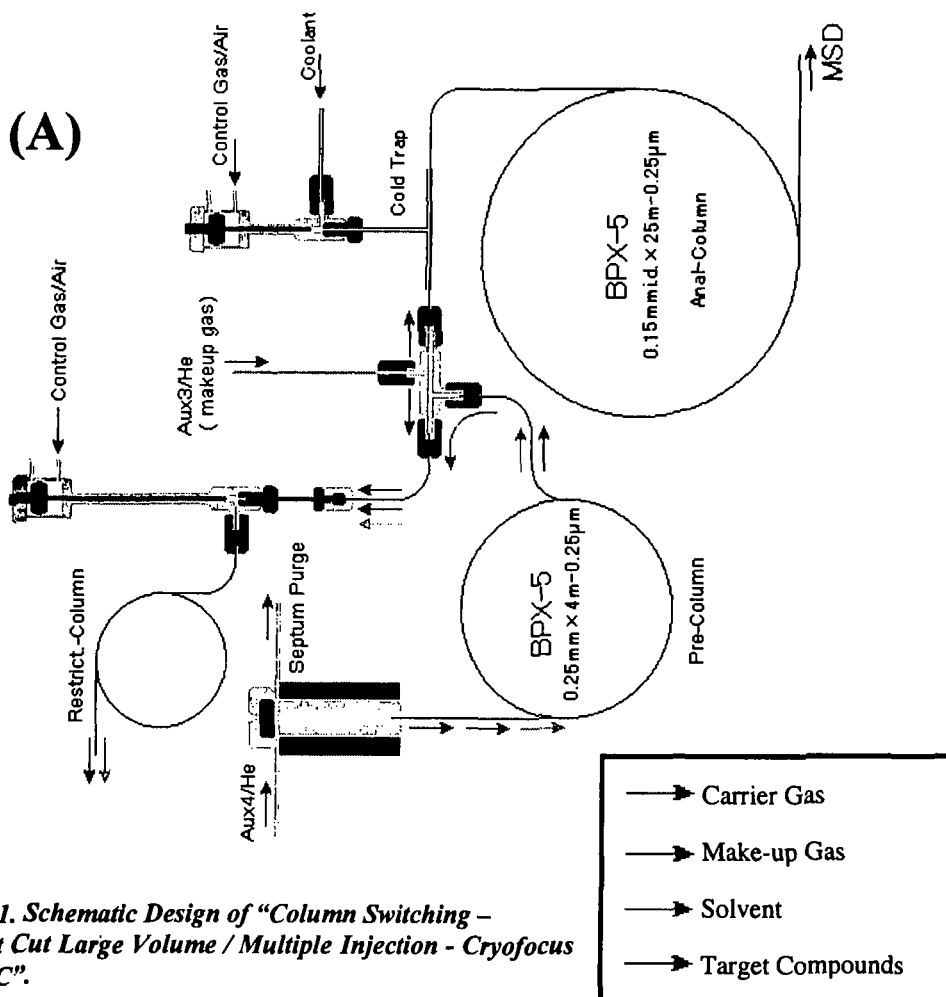 (A)
Control Gas/Air
Coolant
Cold Trap
Control Gas/Air
Aux3/He
( makeup gas)
BPX-5
0.15mmid.×25m-0.25µm
Anal-Column
MSD
Restrict.-Column
Septum Purge
Aux4/He
BPX-5
0.25mm×4m-0.25µm
Pre-Column
Carrier Gas
Make-up Gas
Solvent
Target Compounds
1. Schematic Design of “Column Switching –
t Cut Large Volume / Multiple Injection - Cryofocus
C”.